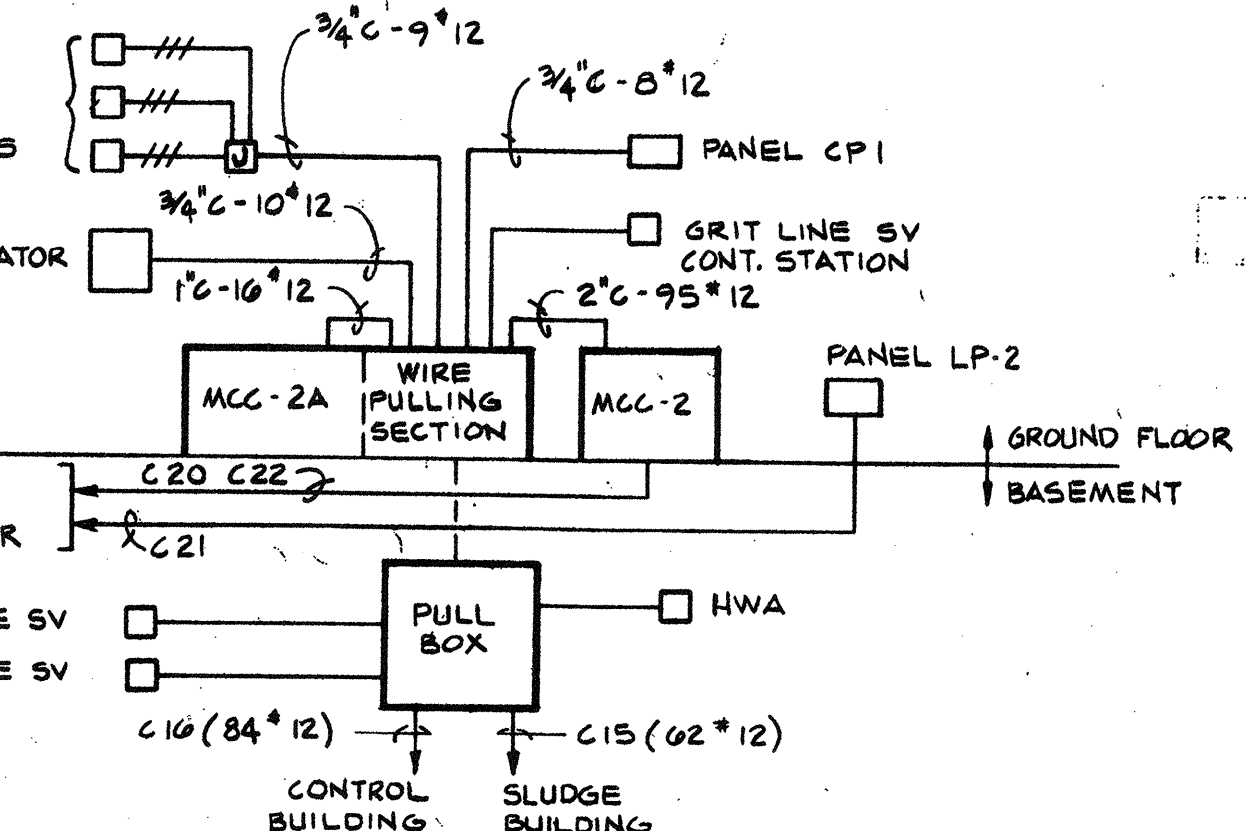 3/4"C - 9 #12
3/4"C - 8 #12
S
J
PANEL CP1
3/4"C - 10 #12
GRIT LINE SV
CONT. STATION
ATOR
1"C - 16 #12
2"C - 95 #12
PANEL LP-2
MCC-2A
WIRE
PULLING
SECTION
MCC-2
GROUND FLOOR
BASEMENT
C20 C22
R
C21
E SV
HWA
PULL
BOX
E SV
C16 (84 #12)
C15 (62 #12)
CONTROL
BUILDING
SLUDGE
BUILDING